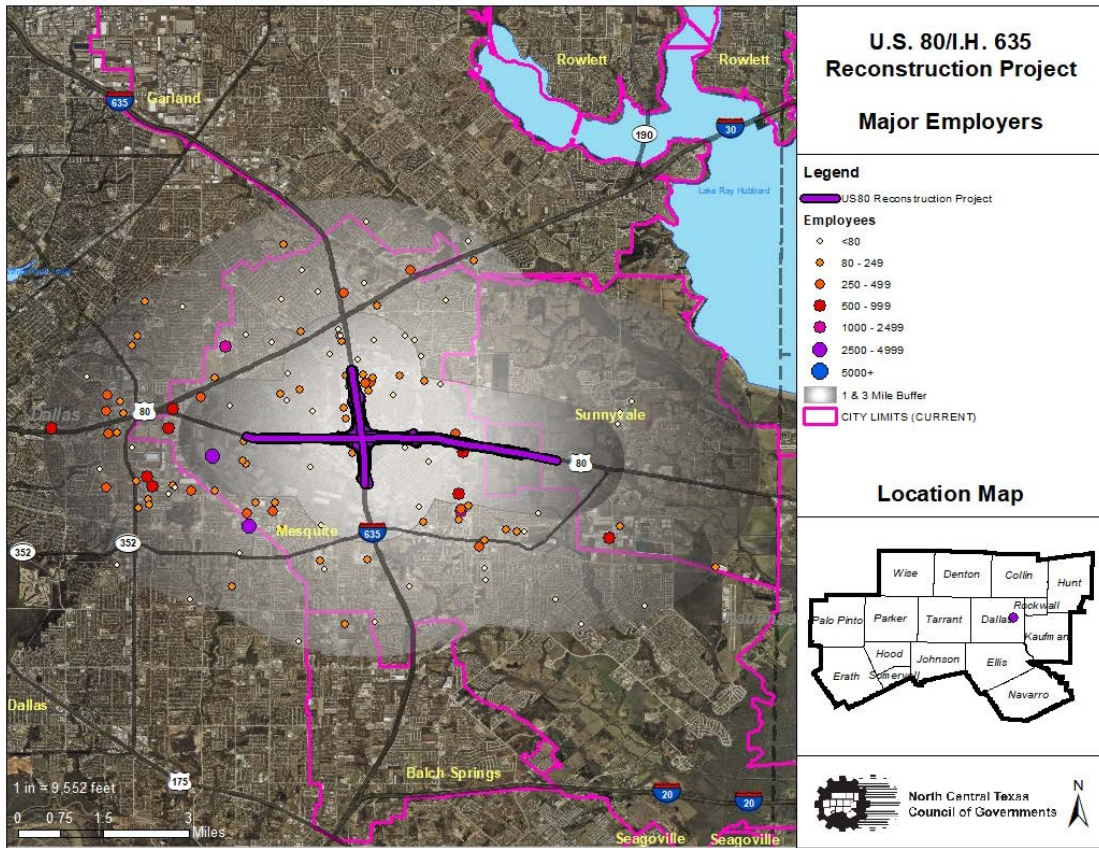 U.S. 80/I.H. 635
Reconstruction Project
Major Employers
Legend
US80 Reconstruction Project
Employees
<80
80 - 249
250 - 499
500 - 999
1000 - 2499
2500 - 4999
5000+
1 & 3 Mile Buffer
CITY LIMITS (CURRENT)
Location Map
Wise
Denton
Collin
Hunt
Rockwall
Palo Pinto
Parker
Tarrant
Dallas
Kaufman
Hood
Johnson
Ellis
Erath
Somervell
Navarro
North Central Texas
Council of Governments
N
Rowlett
Rowlett
Garland
635
190
30
Lake Ray Hubbard
Dallas
80
Sunnyvale
80
Mesquite
635
352
352
Dallas
175
Balch Springs
20
20
Seagoville
Seagoville
1 in = 9,552 feet
0 0.75 1.5 3
Miles